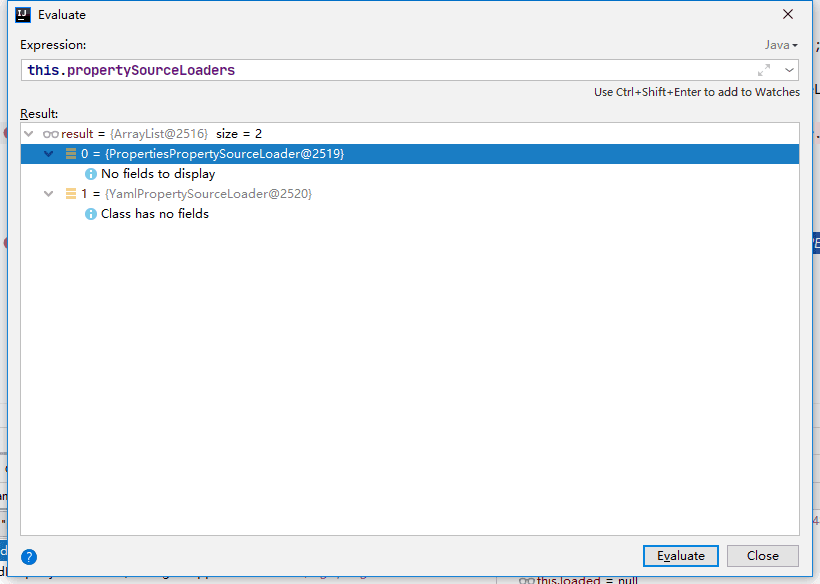 Evaluate
Expression:
Java
this.propertySourceLoaders
Use Ctrl+Shift+Enter to add to Watches
Result:
result = {ArrayList@2516} size = 2
0 = {PropertiesPropertySourceLoader@2519}
No fields to display
1 = {YamlPropertySourceLoader@2520}
Class has no fields
?
Evaluate
Close
this.loaded = null